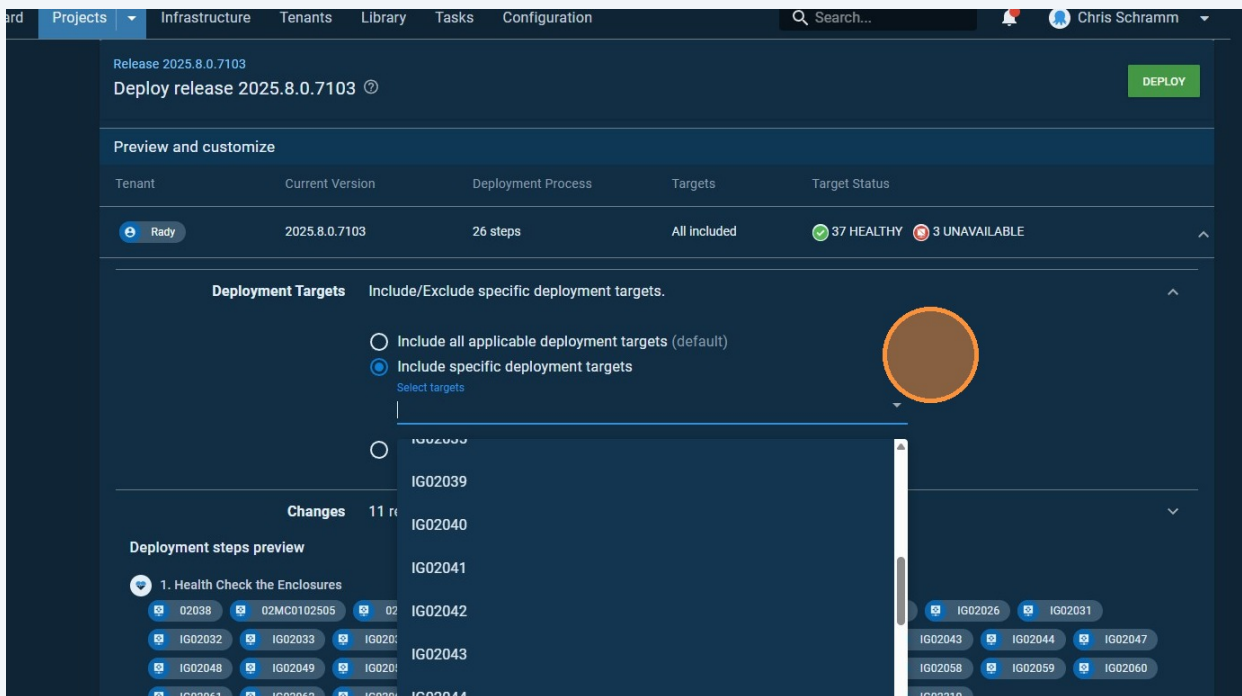 ard Projects Infrastructure Tenants Library Tasks Configuration Search... Chris Schramm
Release 2025.8.0.7103
Deploy release 2025.8.0.7103
DEPLOY
Preview and customize
Tenant Current Version Deployment Process Targets Target Status
Rady 2025.8.0.7103 26 steps All included 37 HEALTHY 3 UNAVAILABLE
Deployment Targets Include/Exclude specific deployment targets.
Include all applicable deployment targets (default)
Include specific deployment targets
Select targets
IG02039
IG02040
IG02041
IG02042
IG02043
Changes 11 re
Deployment steps preview
1. Health Check the Enclosures
02038 02MC0102505 02 IG02026 IG02031
IG02032 IG02033 IG020 IG02043 IG02044 IG02047
IG02048 IG02049 IG020 IG02058 IG02059 IG02060